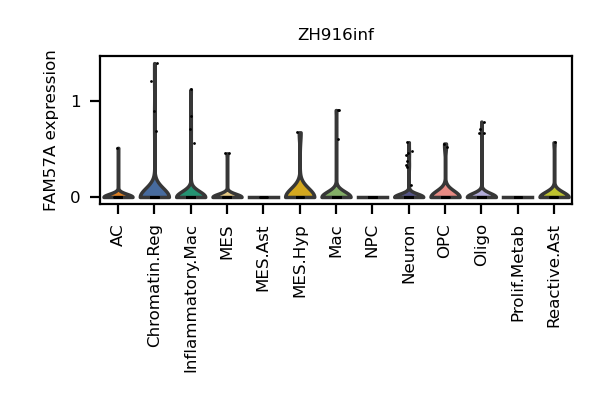 ZH916inf
FAM57A expression
1
0
AC
Chromatin.Reg
Inflammatory.Mac
MES
MES.Ast
MES.Hyp
Mac
NPC
Neuron
OPC
Oligo
Prolif.Metab
Reactive.Ast